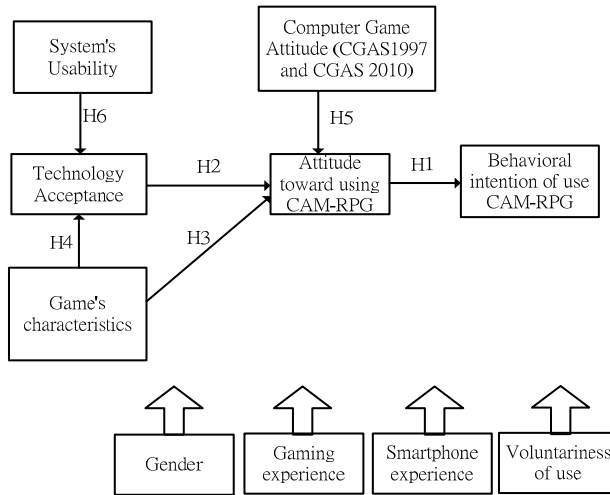 System's
Usability
Computer Game
Attitude (CGAS1997
and CGAS 2010)
H6
H5
Technology
Acceptance
H2
Attitude
toward using
CAM-RPG
H1
Behavioral
intention of use
CAM-RPG
H4
H3
Game's
characteristics
Gender
Gaming
experience
Smartphone
experience
Voluntariness
of use